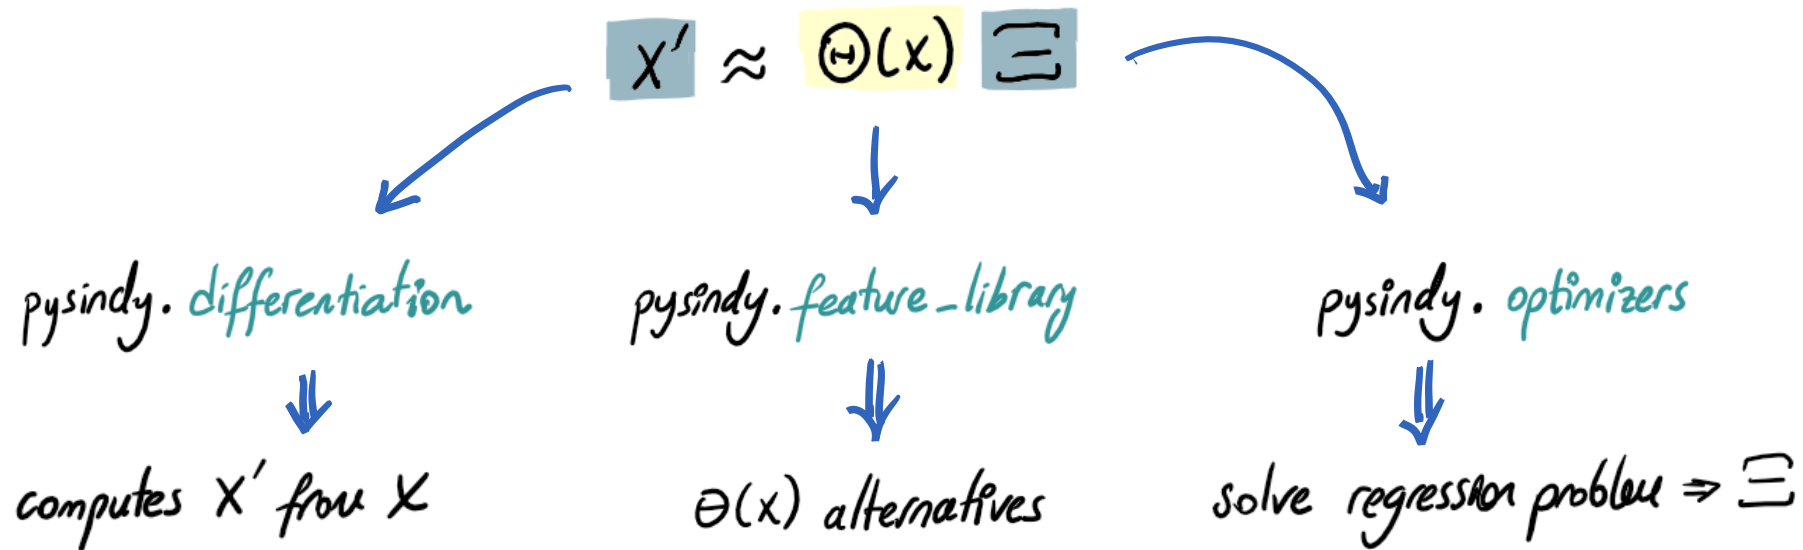 X′ ≈ Θ(x) Ξ
pysindy. differentiation
pysindy. feature_library
pysindy. optimizers
computes X′ from X
Θ(x) alternatives
solve regression problem ⇒ Ξ